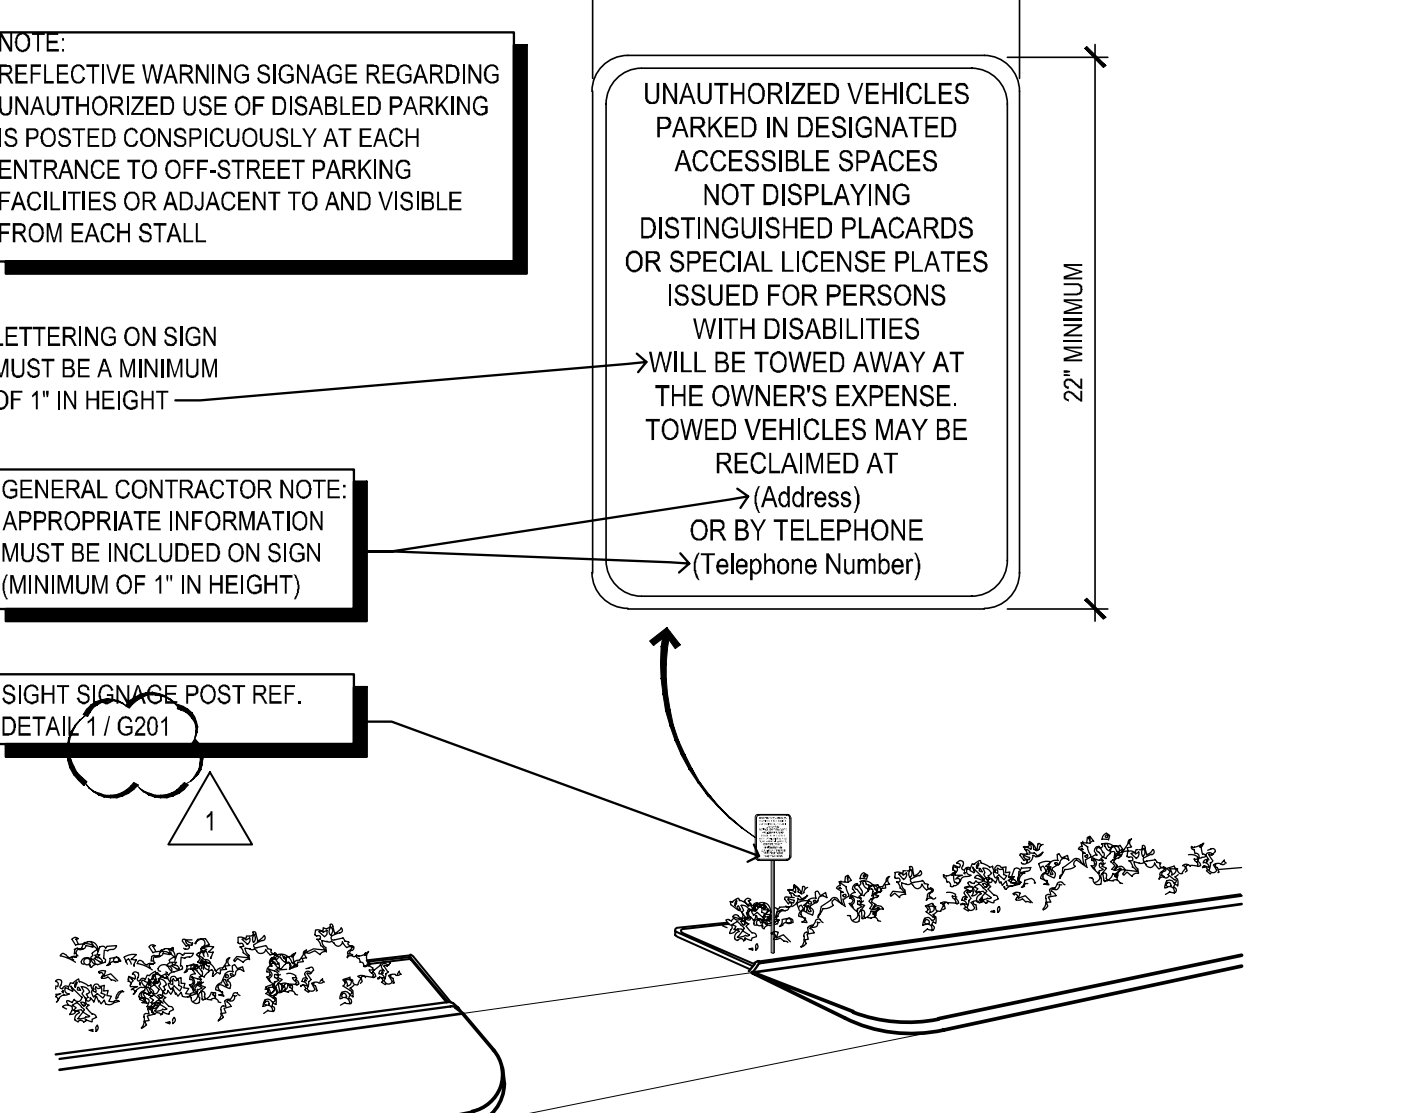 NOTE:
REFLECTIVE WARNING SIGNAGE REGARDING
UNAUTHORIZED USE OF DISABLED PARKING
IS POSTED CONSPICUOUSLY AT EACH
ENTRANCE TO OFF-STREET PARKING
FACILITIES OR ADJACENT TO AND VISIBLE
FROM EACH STALL
LETTERING ON SIGN
MUST BE A MINIMUM
OF 1" IN HEIGHT
GENERAL CONTRACTOR NOTE:
APPROPRIATE INFORMATION
MUST BE INCLUDED ON SIGN
(MINIMUM OF 1" IN HEIGHT)
SIGHT SIGNAGE POST REF.
DETAIL 1 / G201
1
UNAUTHORIZED VEHICLES
PARKED IN DESIGNATED
ACCESSIBLE SPACES
NOT DISPLAYING
DISTINGUISHED PLACARDS
OR SPECIAL LICENSE PLATES
ISSUED FOR PERSONS
WITH DISABILITIES
WILL BE TOWED AWAY AT
THE OWNER'S EXPENSE.
TOWED VEHICLES MAY BE
RECLAIMED AT
(Address)
OR BY TELEPHONE
(Telephone Number)
22" MINIMUM